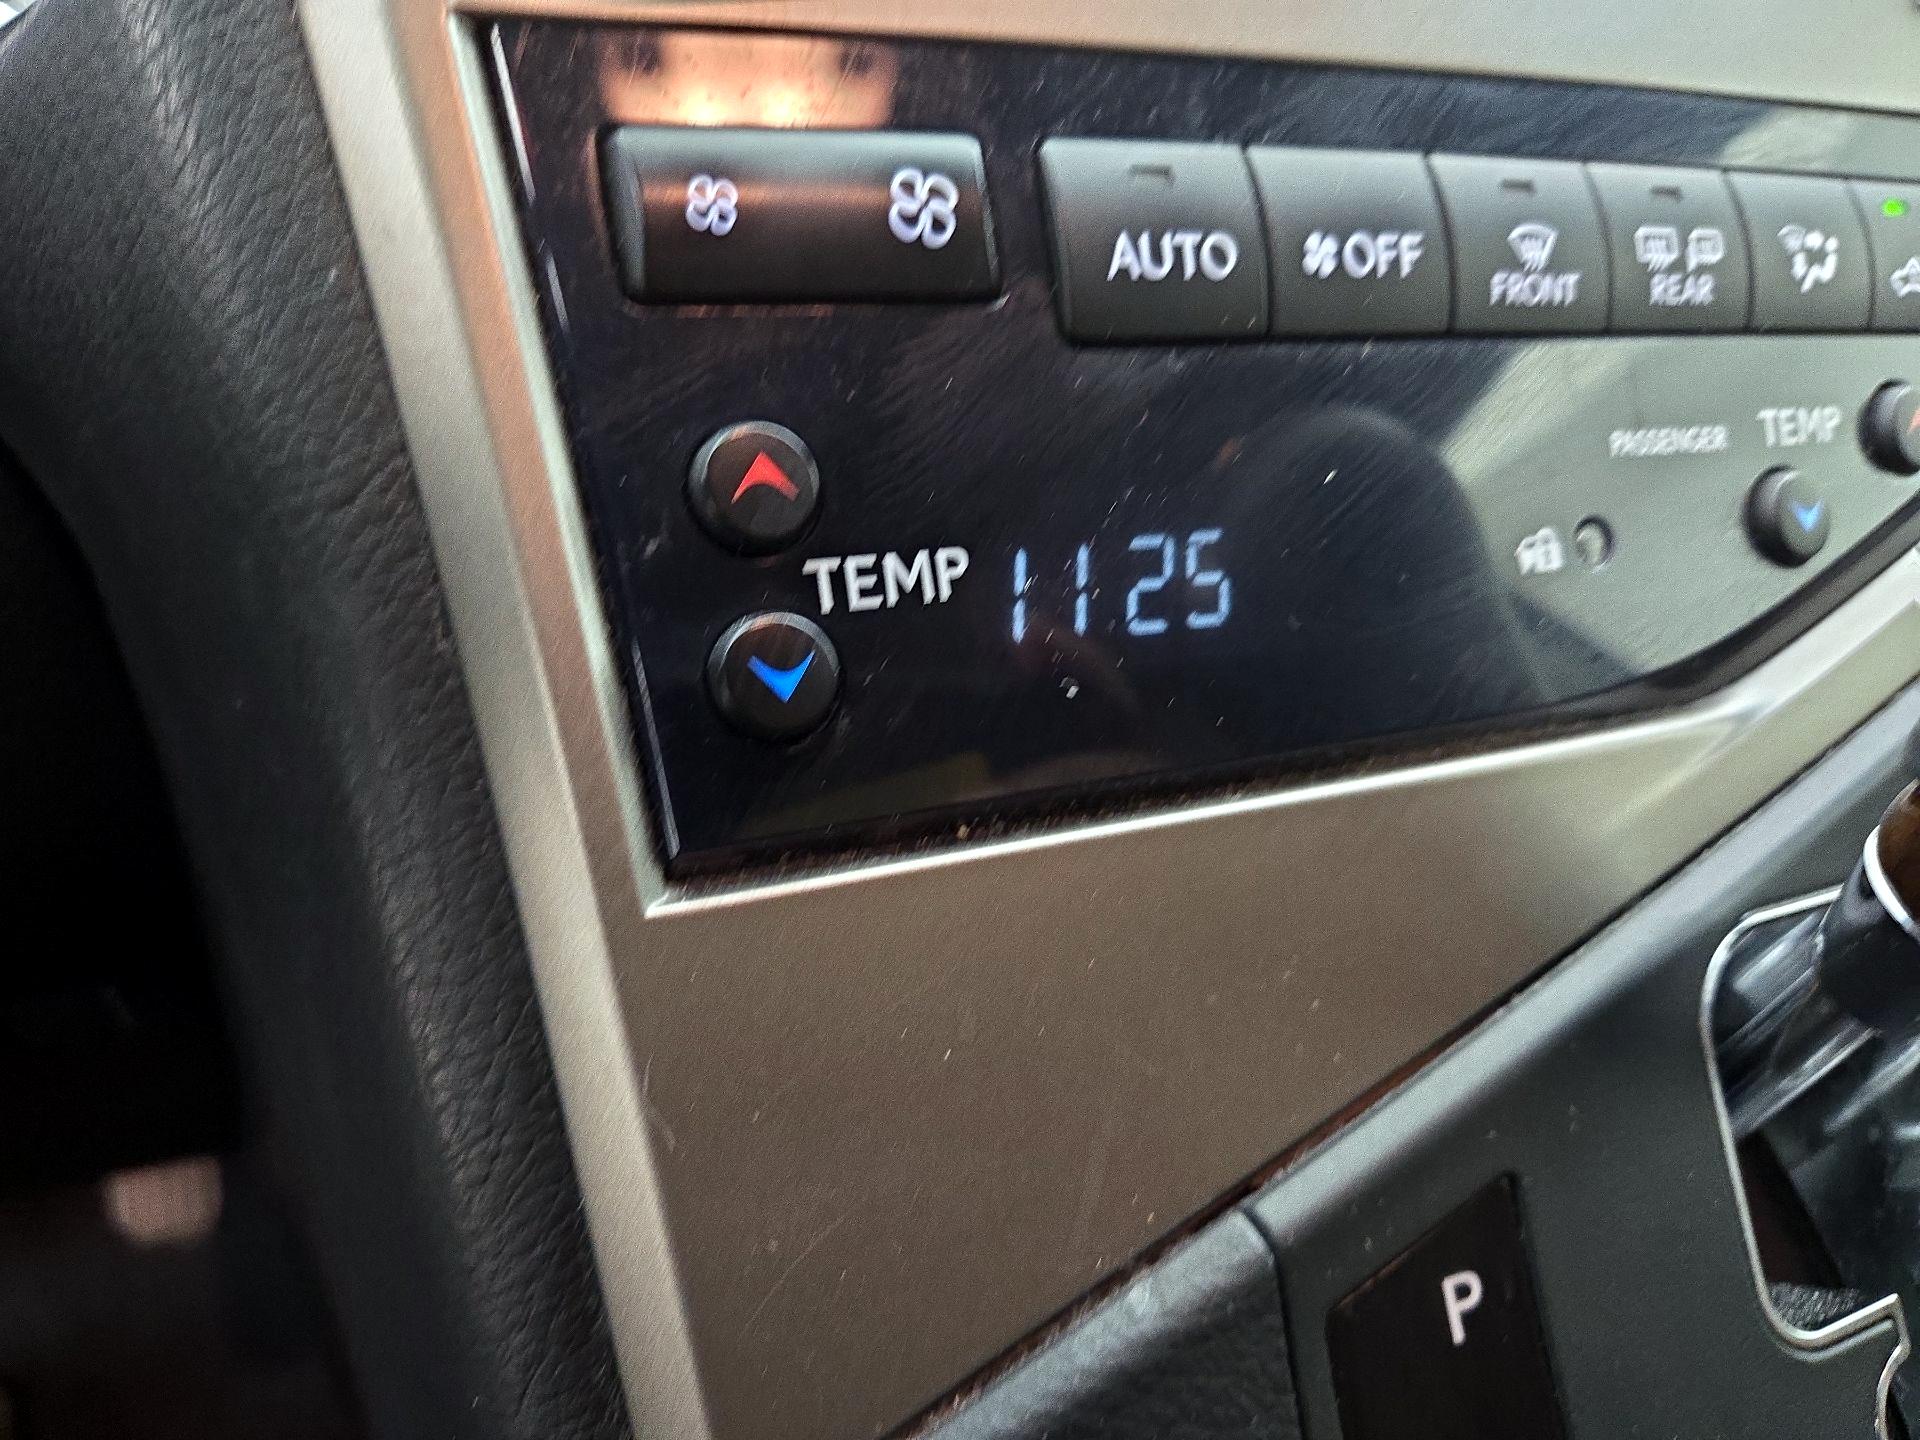 AUTO
OFF
FRONT
REAR
PASSENGER TEMP
TEMP 1125
P